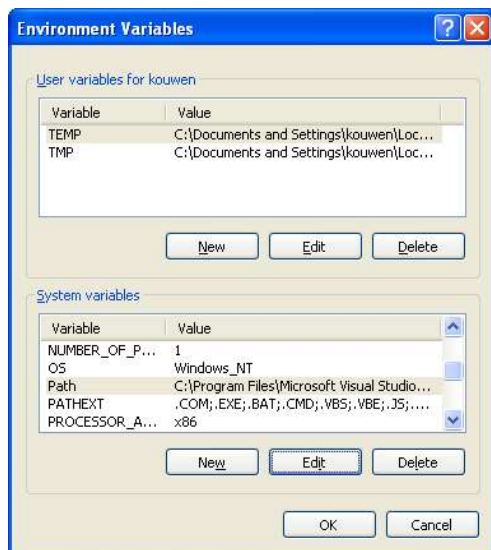 Environment Variables
User variables for kouwen
Variable Value
TEMP C:\Documents and Settings\kouwen\Loc...
TMP C:\Documents and Settings\kouwen\Loc...
New Edit Delete
System variables
Variable Value
NUMBER_OF_P... 1
OS Windows_NT
Path C:\Program Files\Microsoft Visual Studio...
PATHEXT .COM;.EXE;.BAT;.CMD;.VBS;.VBE;.JS;....
PROCESSOR_A... x86
New Edit Delete
OK Cancel